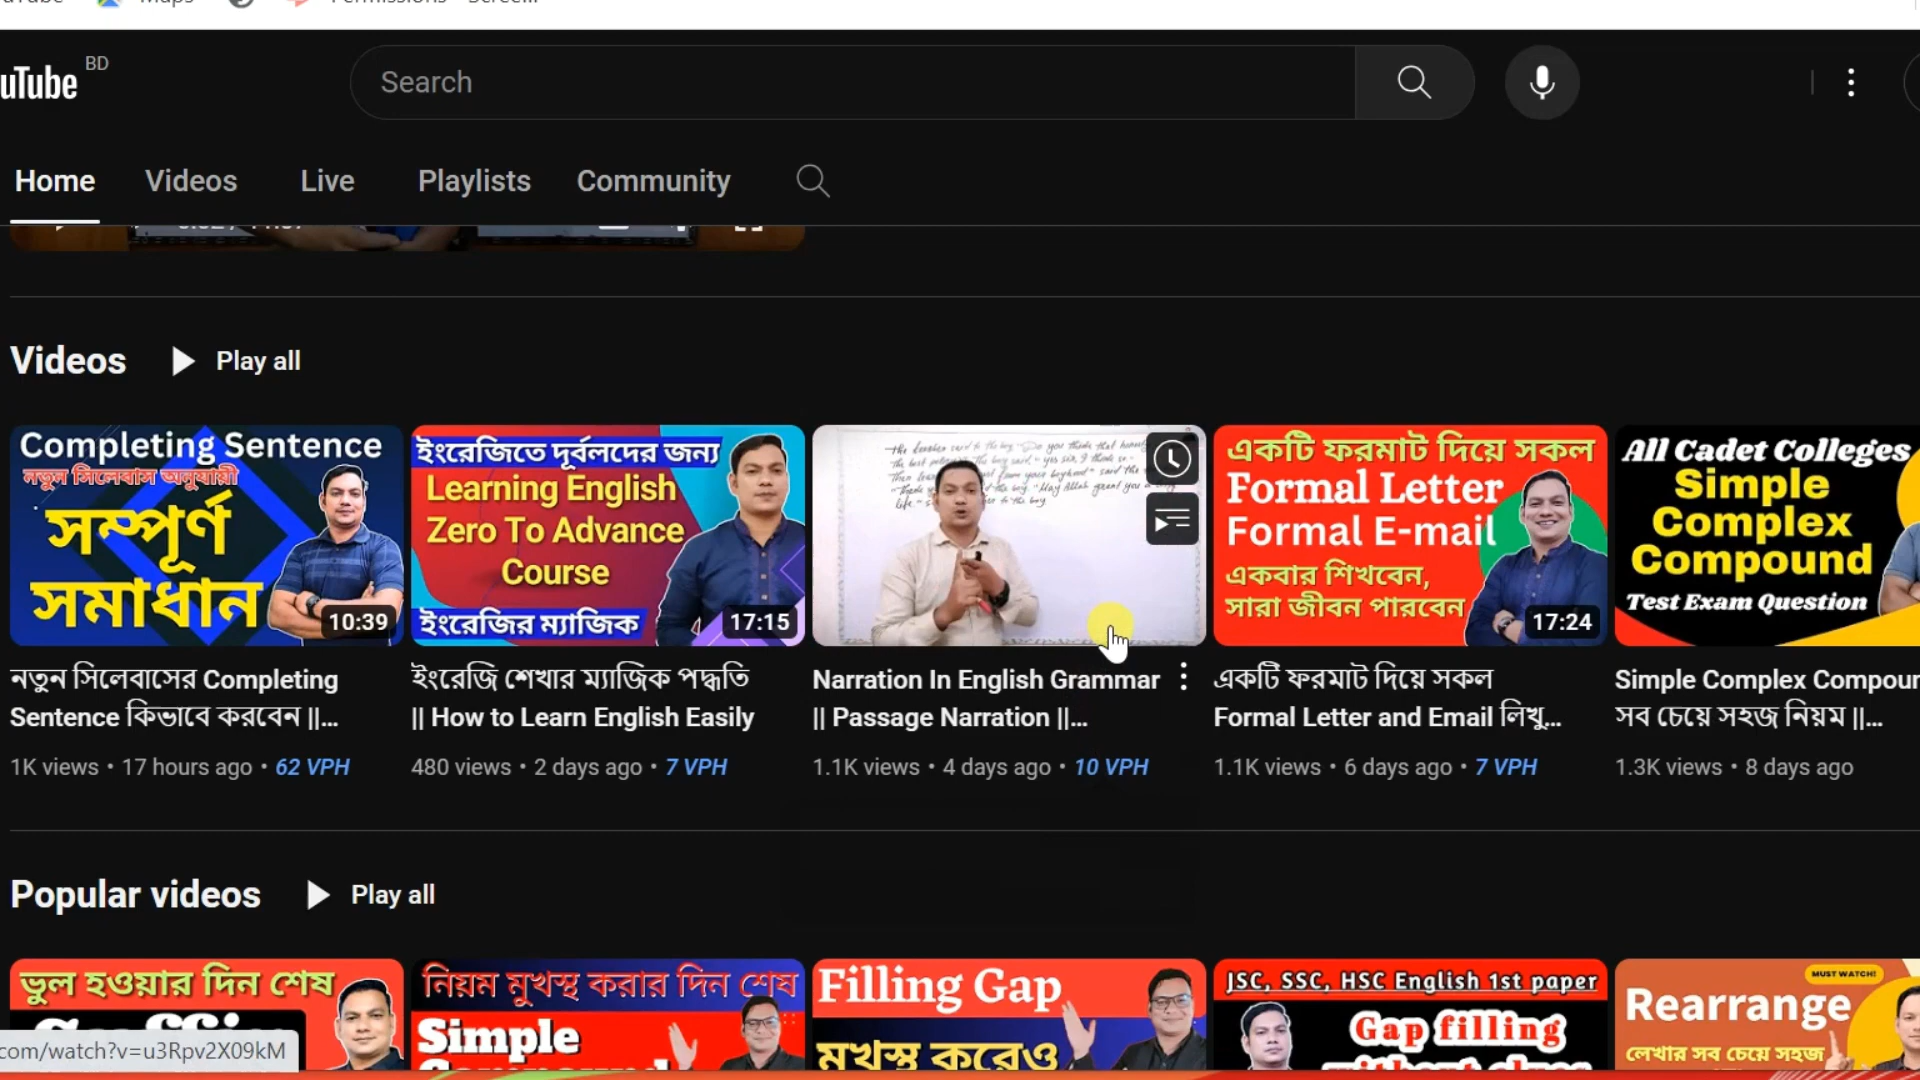 Maps
uTube BD
Search
Home Videos Live Playlists Community
Videos Play all
Completing Sentence
নতুন সিলেবাস অনুযায়ী
সম্পূর্ণ
সমাধান
10:39
ইংরেজিতে দূর্বলদের জন্য
Learning English
Zero To Advance
Course
ইংরেজির ম্যাজিক
17:15
একটি ফরমাট দিয়ে সকল
Formal Letter
Formal E-mail
একবার শিখবেন,
সারা জীবন পারবেন
17:24
All Cadet Colleges
Simple
Complex
Compound
Test Exam Question
নতুন সিলেবাসের Completing
Sentence কিভাবে করবেন ||...
1K views • 17 hours ago • 62 VPH
ইংরেজি শেখার ম্যাজিক পদ্ধতি
|| How to Learn English Easily
480 views • 2 days ago • 7 VPH
Narration In English Grammar
|| Passage Narration ||...
1.1K views • 4 days ago • 10 VPH
একটি ফরমাট দিয়ে সকল
Formal Letter and Email লিখু...
1.1K views • 6 days ago • 7 VPH
Simple Complex Compour
সব চেয়ে সহজ নিয়ম ||...
1.3K views • 8 days ago
Popular videos Play all
ভুল হওয়ার দিন শেষ
নিয়ম মুখস্থ করার দিন শেষ
Simple
Filling Gap
মুখস্থ করেও
JSC, SSC, HSC English 1st paper
Gap filling
MUST WATCH!
Rearrange
লেখার সব চেয়ে সহজ
com/watch?v=u3Rpv2X09kM